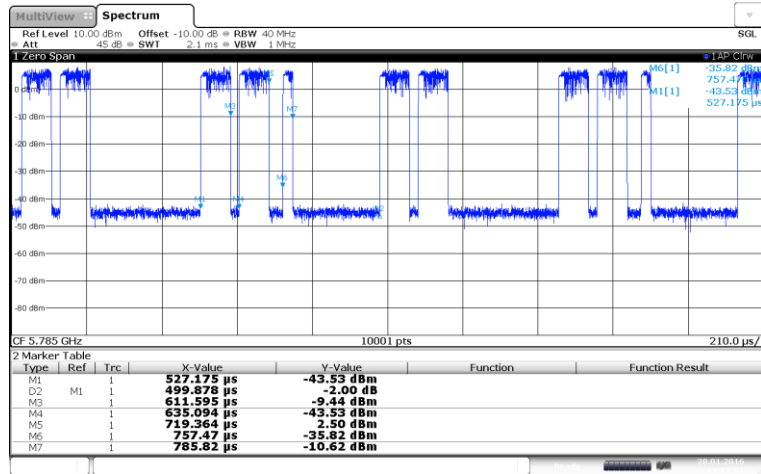 MultiView Spectrum
Ref Level 10.00 dBm Offset -10.00 dB RBW 40 MHz SGL
Att 45 dB SWT 2.1 ms VBW 1 MHz
1 Zero Span 1AP Clrw
M6[1] -35.82 dBm
757.47
M1[1] -43.53 dBm
527.175 µs
0 dBm
-10 dBm
-20 dBm
-30 dBm
-40 dBm
-50 dBm
-60 dBm
-70 dBm
-80 dBm
M3
M7
M6
M1
M4
CF 5.785 GHz 10001 pts 210.0 µs/
2 Marker Table
Type Ref Trc X-Value Y-Value Function Function Result
M1 1 527.175 µs -43.53 dBm
D2 M1 1 499.878 µs -2.00 dB
M3 1 611.595 µs -9.44 dBm
M4 1 635.094 µs -43.53 dBm
M5 1 719.364 µs 2.50 dBm
M6 1 757.47 µs -35.82 dBm
M7 1 785.82 µs -10.62 dBm